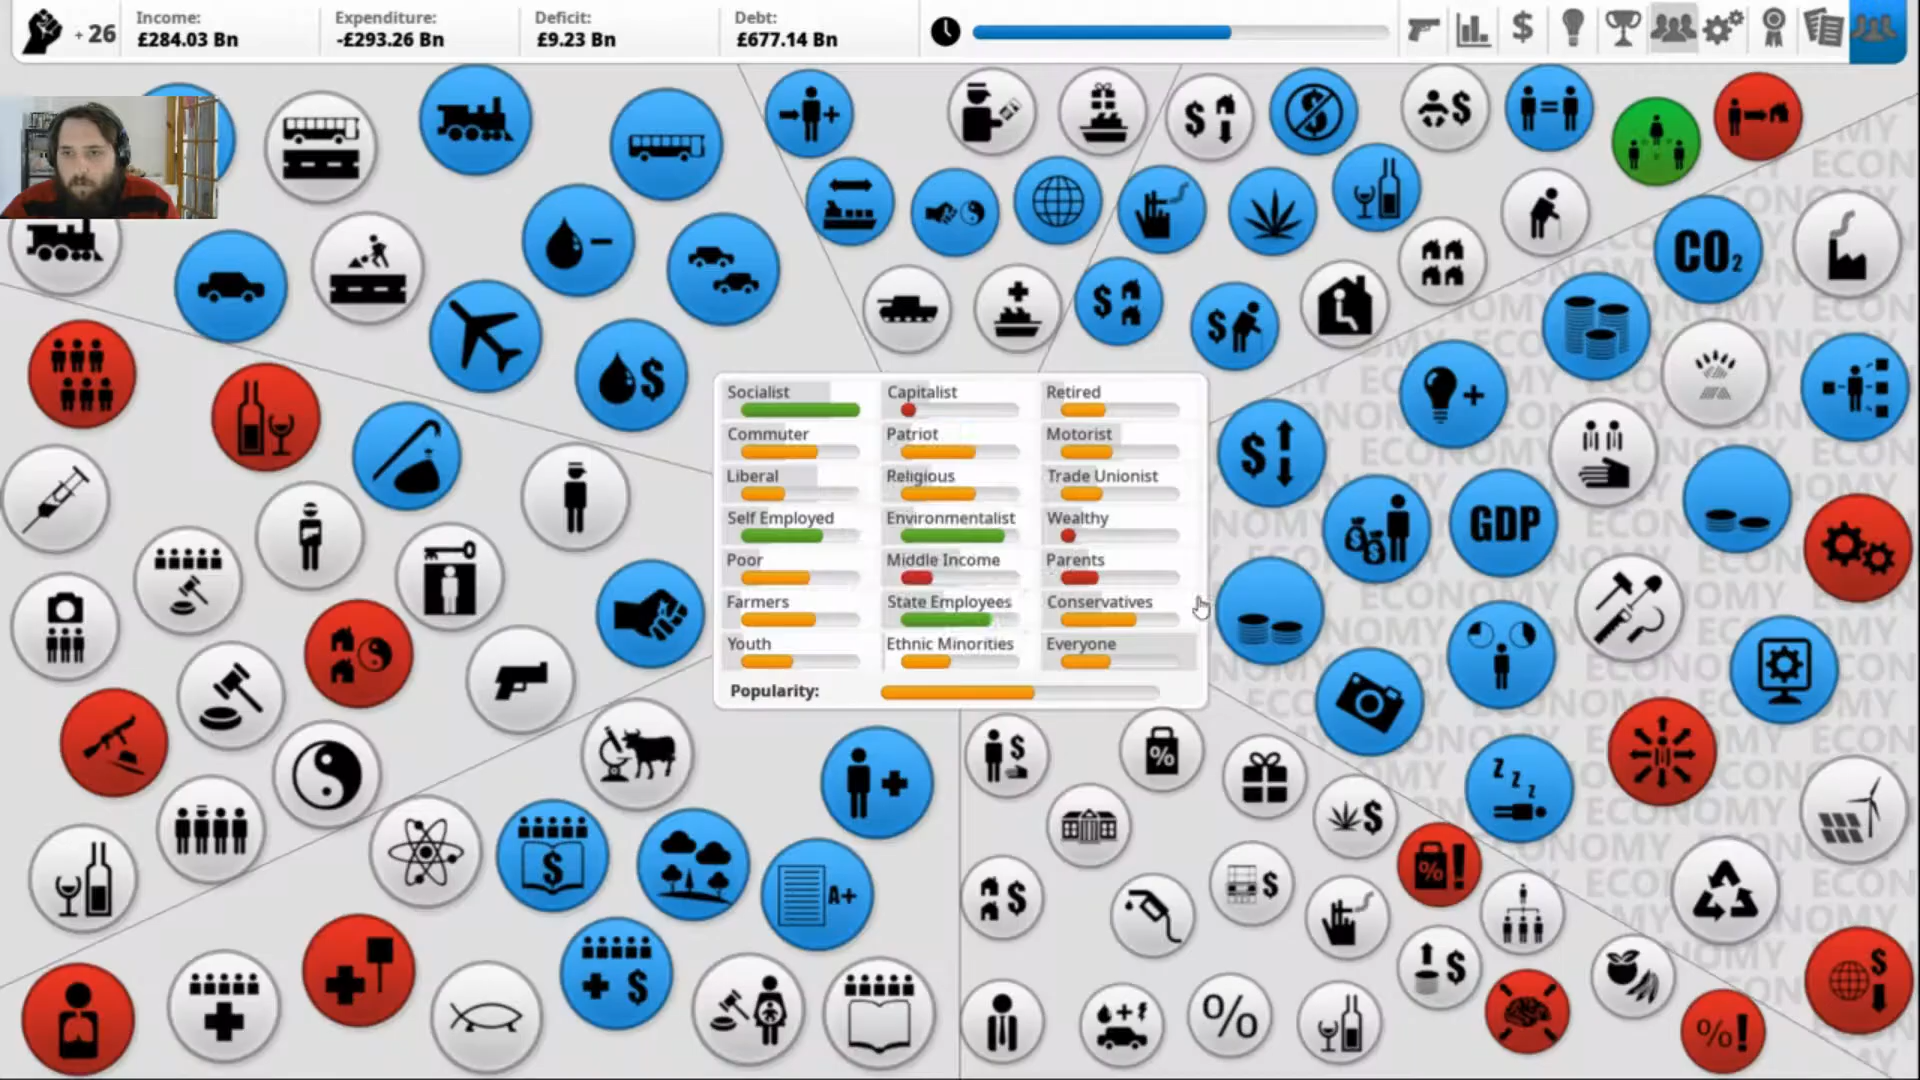 + 26
Income:
£284.03 Bn
Expenditure:
-£293.26 Bn
Deficit:
£9.23 Bn
Debt:
£677.14 Bn
$
Socialist
Capitalist
Retired
Commuter
Patriot
Motorist
Liberal
Religious
Trade Unionist
Self Employed
Environmentalist
Wealthy
Poor
Middle Income
Parents
Farmers
State Employees
Conservatives
Youth
Ethnic Minorities
Everyone
Popularity:
CO2
GDP
A+
Z Z Z
%
%!
ECONOMY